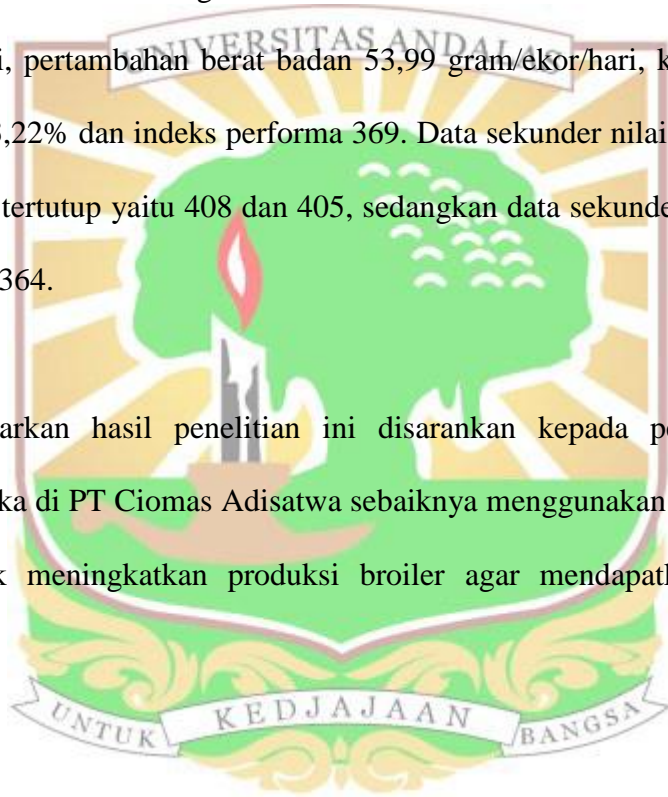 UNIVERSITAS ANDALAS
i, pertambahan berat badan 53,99 gram/ekor/hari, k
,22% dan indeks performa 369. Data sekunder nilai
tertutup yaitu 408 dan 405, sedangkan data sekunde
364.
arkan hasil penelitian ini disarankan kepada p
ka di PT Ciomas Adisatwa sebaiknya menggunakan
k meningkatkan produksi broiler agar mendapat
UNTUK KEDJAJAAN BANGSA